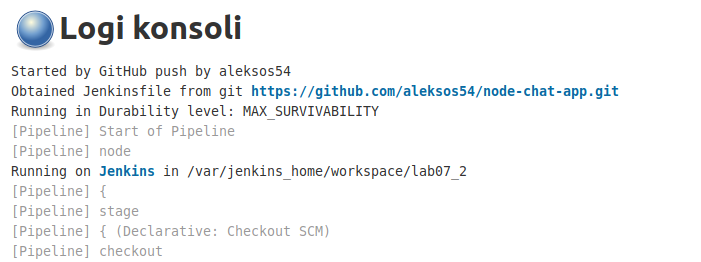 Logi konsoli
Started by GitHub push by aleksos54
Obtained Jenkinsfile from git https://github.com/aleksos54/node-chat-app.git
Running in Durability level: MAX_SURVIVABILITY
[Pipeline] Start of Pipeline
[Pipeline] node
Running on Jenkins in /var/jenkins_home/workspace/lab07_2
[Pipeline] {
[Pipeline] stage
[Pipeline] { (Declarative: Checkout SCM)
[Pipeline] checkout